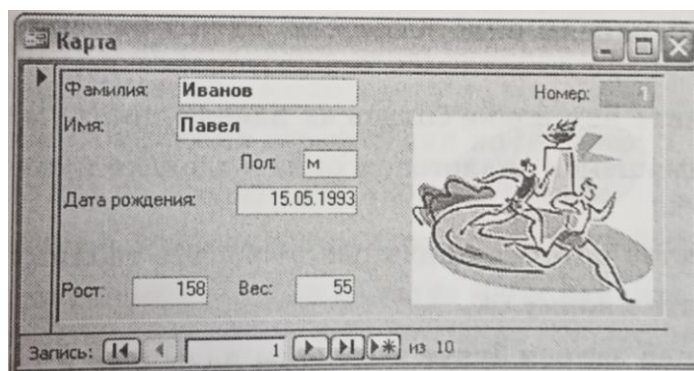 Карта
Фамилия: Иванов Номер: 1
Имя: Павел
Пол: м
Дата рождения: 15.05.1993
Рост: 158 Вес: 55
Запись: 1 из 10